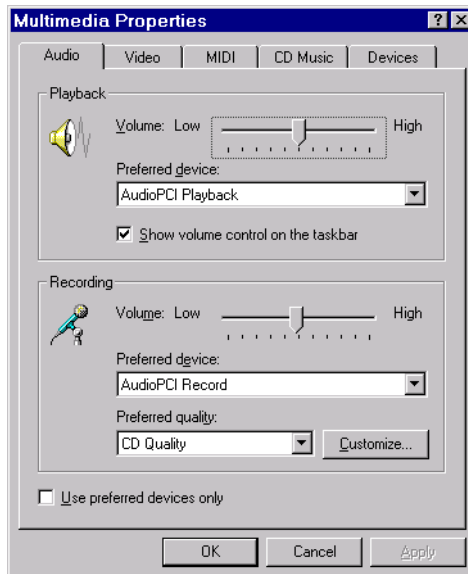 Multimedia Properties ? ×
Audio Video MIDI CD Music Devices
Playback
Volume: Low High
Preferred device:
AudioPCI Playback
Show volume control on the taskbar
Recording
Volume: Low High
Preferred device:
AudioPCI Record
Preferred quality:
CD Quality Customize...
Use preferred devices only
OK Cancel Apply